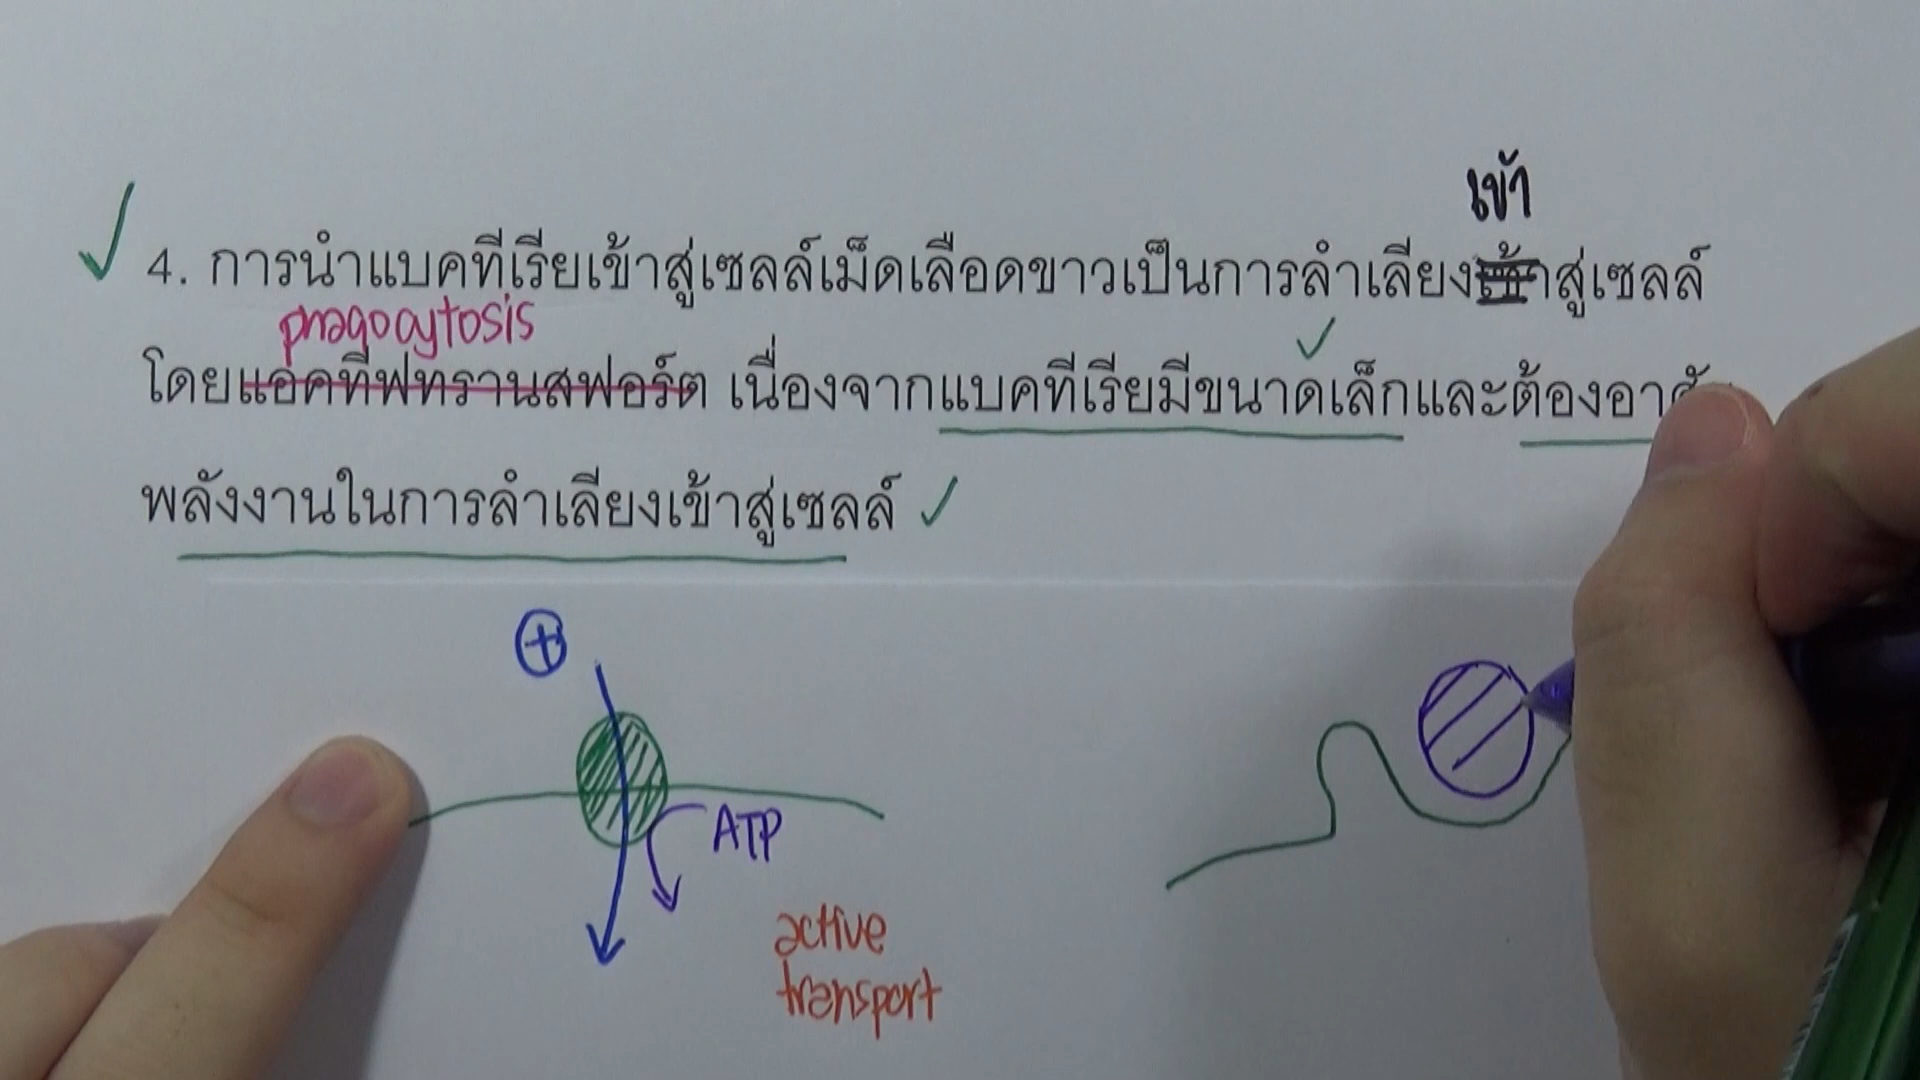 เข้า
4. การนำแบคทีเรียเข้าสู่เซลล์เม็ดเลือดขาวเป็นการลำเลียงเข้าสู่เซลล์
phagocytosis
โดยแอคทีฟทรานสฟอร์ต เนื่องจากแบคทีเรียมีขนาดเล็กและต้องอาศั
พลังงานในการลำเลียงเข้าสู่เซลล์
+
ATP
active
transport